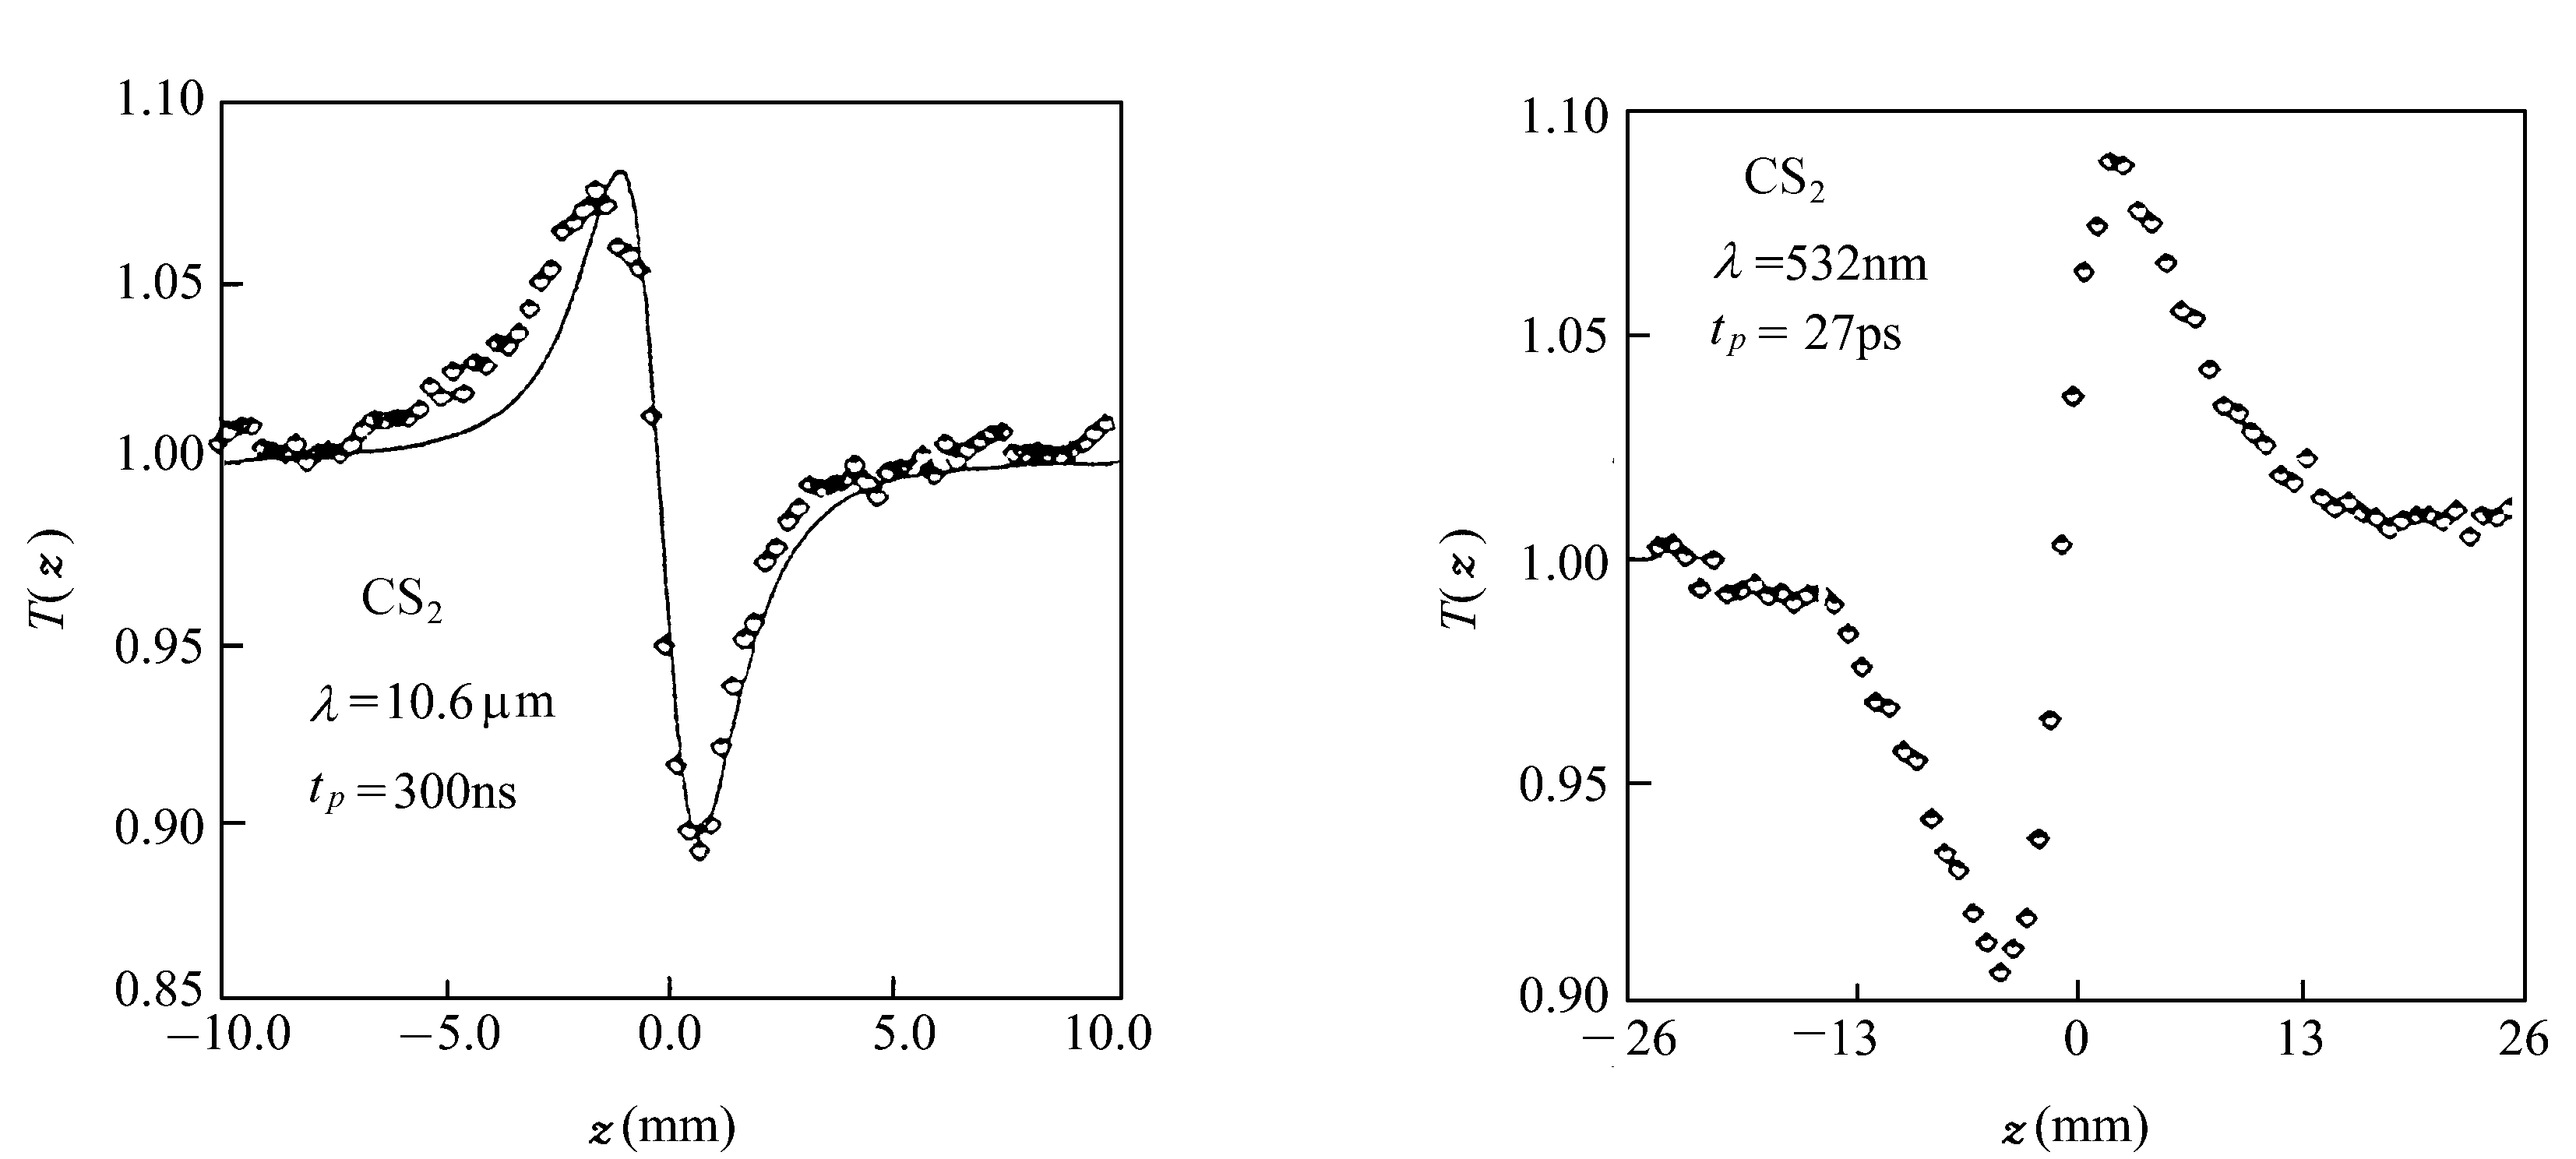 1.10
1.05
1.00
0.95
0.90
0.85
T(z)
CS₂
λ=10.6μm
tₚ=300ns
−10.0 −5.0 0.0 5.0 10.0
z(mm)
1.10
1.05
1.00
0.95
0.90
T(z)
CS₂
λ=532nm
tₚ= 27ps
−26 −13 0 13 26
z(mm)